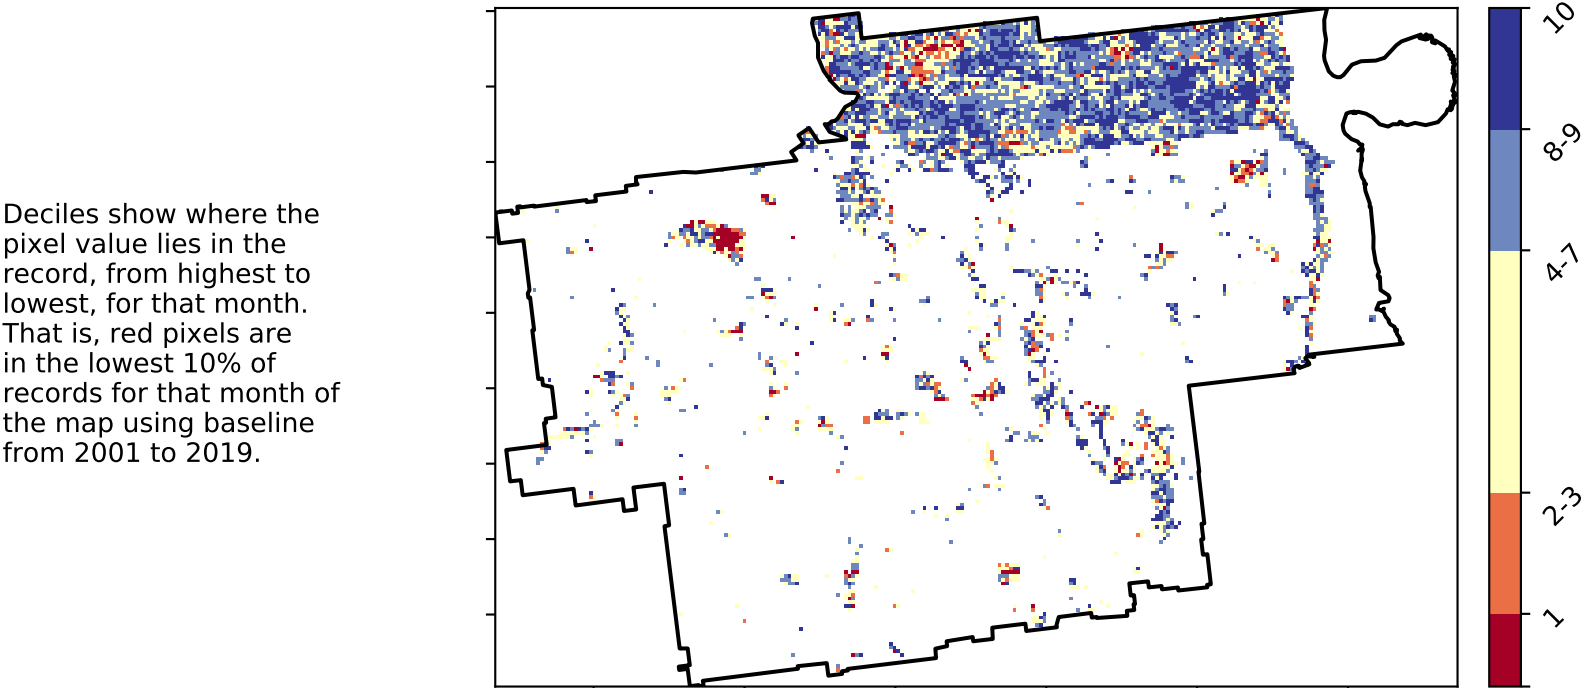 Deciles show where the
pixel value lies in the
record, from highest to
lowest, for that month.
That is, red pixels are
in the lowest 10% of
records for that month of
the map using baseline
from 2001 to 2019.
10
8-9
4-7
2-3
1